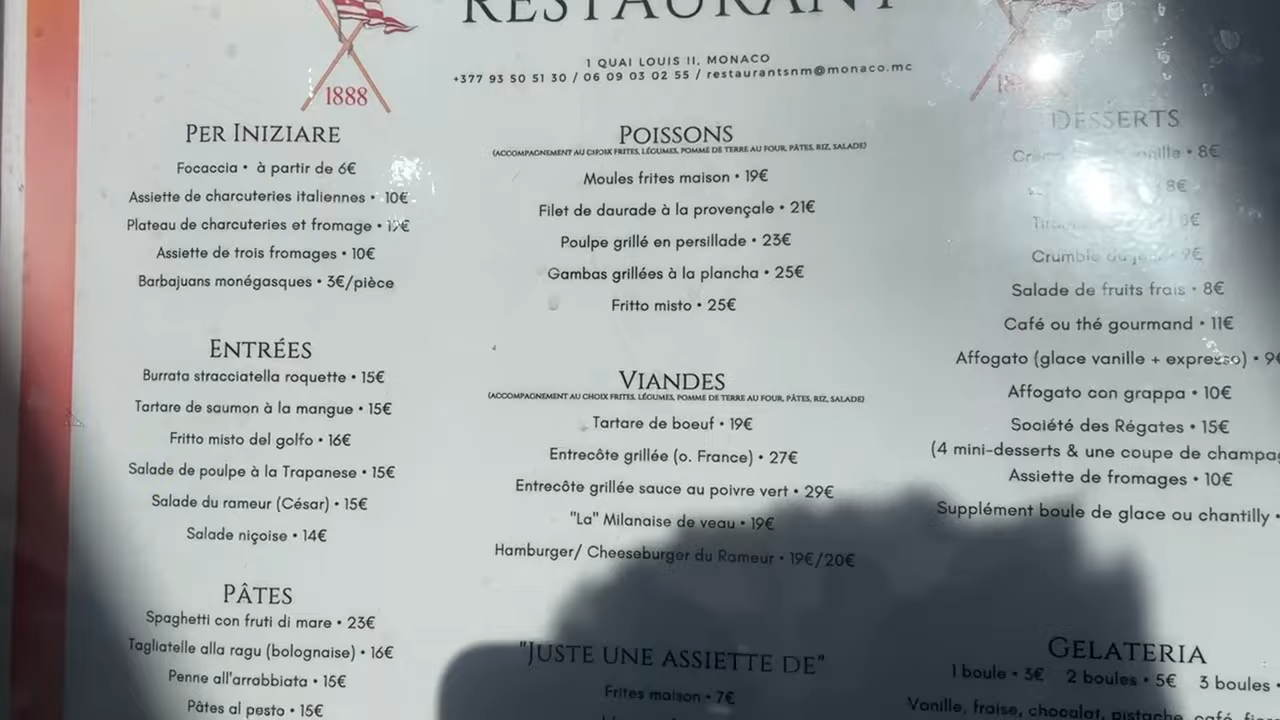 RESTAURANT
1 QUAI LOUIS II, MONACO
+377 93 50 51 30 / 06 09 03 02 55 / restaurantsnm@monaco.mc
1888
PER INIZIARE
Focaccia • à partir de 6€
Assiette de charcuteries italiennes • 10€
Plateau de charcuteries et fromage •
Assiette de trois fromages • 10€
Barbajuans monégasques • 3€/pièce
ENTRÉES
Burrata stracciatella roquette • 15€
Tartare de saumon à la mangue • 15€
Fritto misto del golfo • 16€
Salade de poulpe à la Trapanese • 15€
Salade du rameur (César) • 15€
Salade niçoise • 14€
PÂTES
Spaghetti con fruti di mare • 23€
Tagliatelle alla ragu (bolognaise) • 16€
Penne all'arrabbiata • 15€
Pâtes al pesto • 15€
POISSONS
(ACCOMPAGNEMENT AU CHOIX FRITES, LÉGUMES, POMME DE TERRE AU FOUR, PÂTES, RIZ, SALADE)
Moules frites maison • 19€
Filet de daurade à la provençale • 21€
Poulpe grillé en persillade • 23€
Gambas grillées à la plancha • 25€
Fritto misto • 25€
VIANDES
(ACCOMPAGNEMENT AU CHOIX FRITES, LÉGUMES, POMME DE TERRE AU FOUR, PÂTES, RIZ, SALADE)
Tartare de boeuf • 19€
Entrecôte grillée (o. France) • 27€
Entrecôte grillée sauce au poivre vert • 29€
"La" Milanaise de veau • 19€
Hamburger/ Cheeseburger du Rameur • 19€/20€
"JUSTE UNE ASSIETTE DE"
Frites maison • 7€
DESSERTS
• 8€
8€
Crumble du jour • 9€
Salade de fruits frais • 8€
Café ou thé gourmand • 11€
Affogato (glace vanille + expresso) • 9€
Affogato con grappa • 10€
Société des Régates • 15€
(4 mini-desserts & une coupe de champag
Assiette de fromages • 10€
Supplément boule de glace ou chantilly •
GELATERIA
1 boule • 3€ 2 boules • 5€ 3 boules •
Vanille, fraise, chocolat, pistache, café,